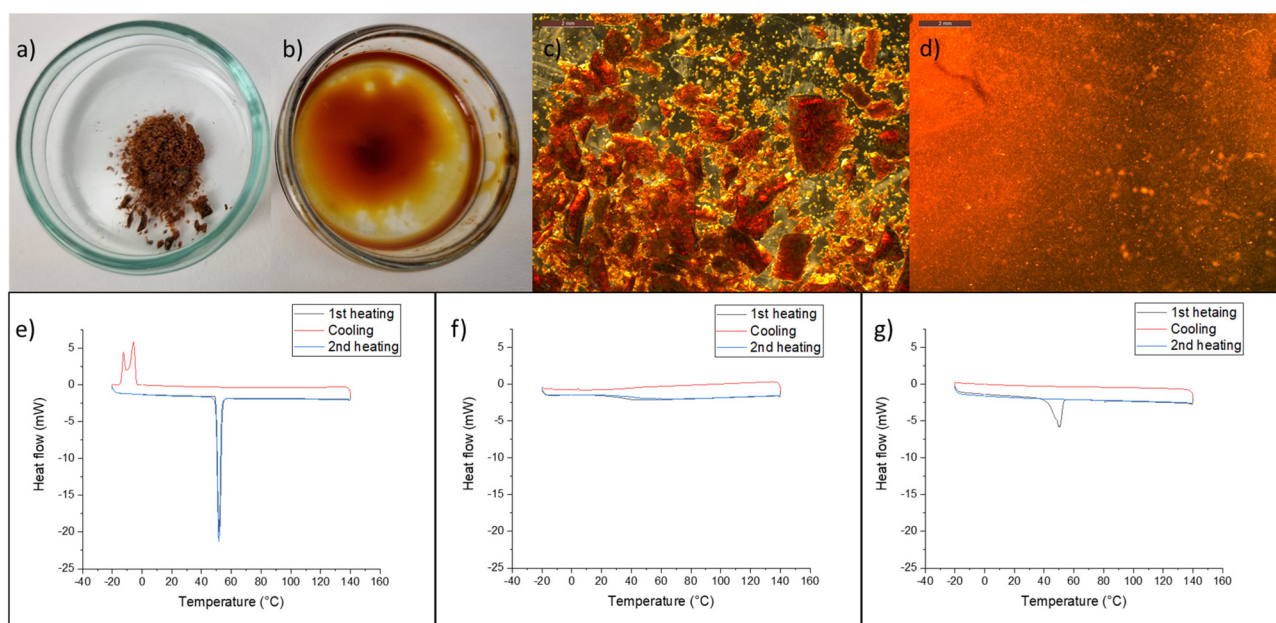 a)
b)
c)
2 mm
d)
2 mm
e)
1st heating
Cooling
2nd heating
5
0
-5
-10
-15
-20
-25
Heat flow (mW)
-40 -20 0 20 40 60 80 100 120 140 160
Temperature (°C)
f)
1st heating
Cooling
2nd heating
5
0
-5
-10
-15
-20
-25
Heat flow (mW)
-40 -20 0 20 40 60 80 100 120 140 160
Temperature (°C)
g)
1st hetaing
Cooling
2nd heating
5
0
-5
-10
-15
-20
-25
Heat flow (mW)
-40 -20 0 20 40 60 80 100 120 140 160
Temperature (°C)